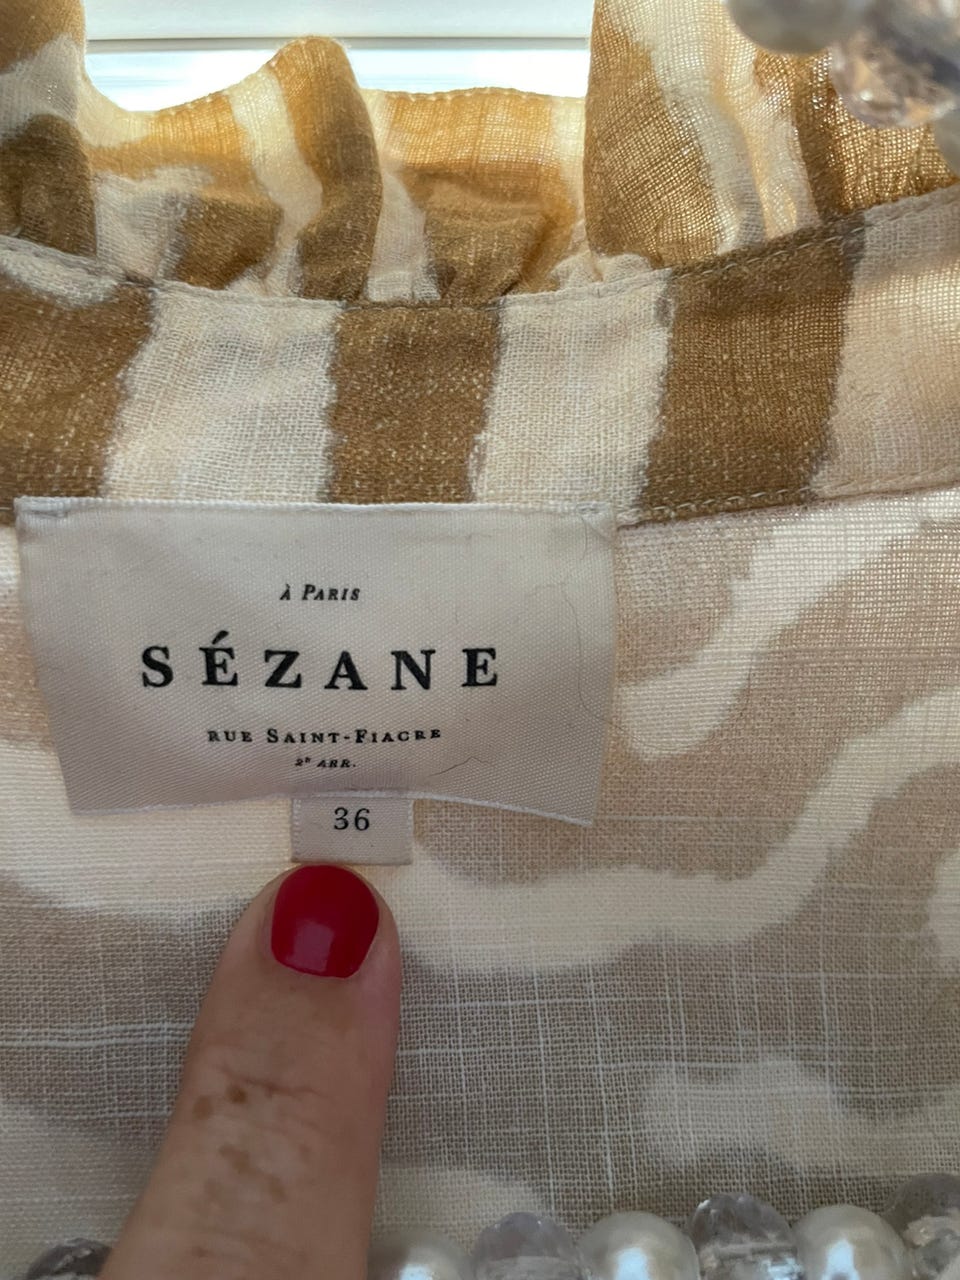 À PARIS
SÉZANE
RUE SAINT-FIACRE
2E ARR.
36